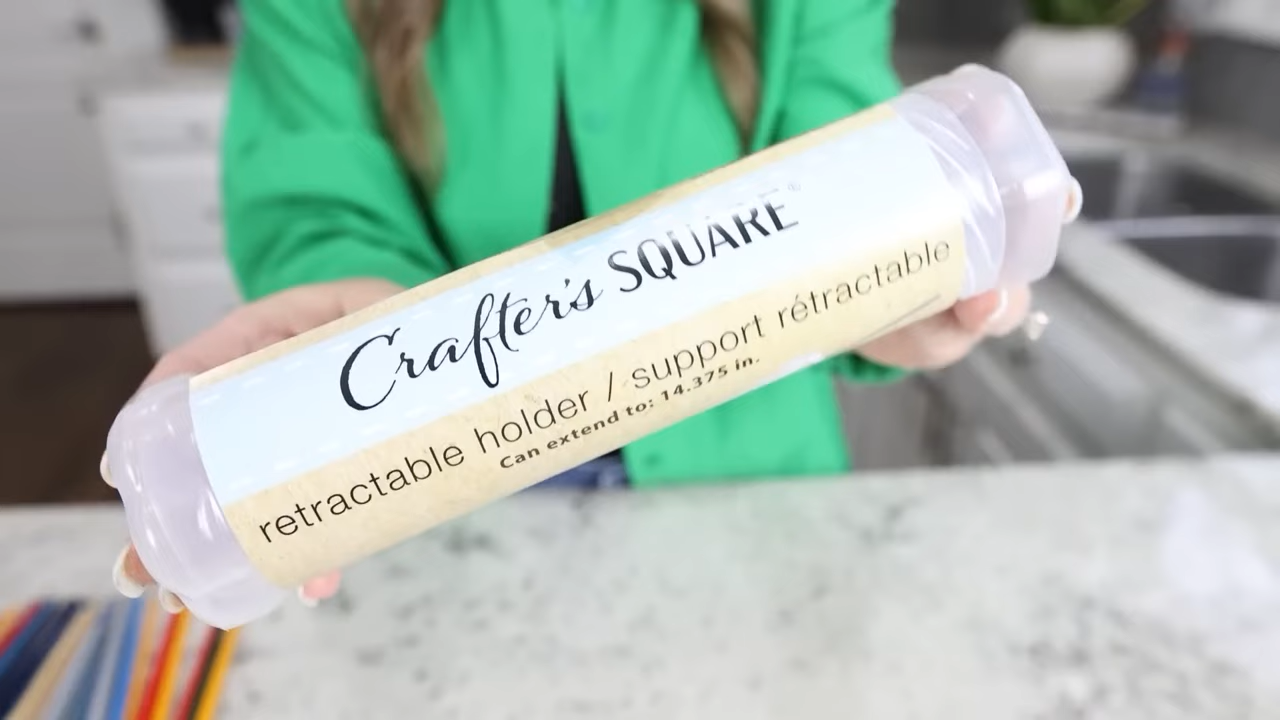 Crafter's SQUARE®
retractable holder / support rétractable
Can extend to: 14.375 in.